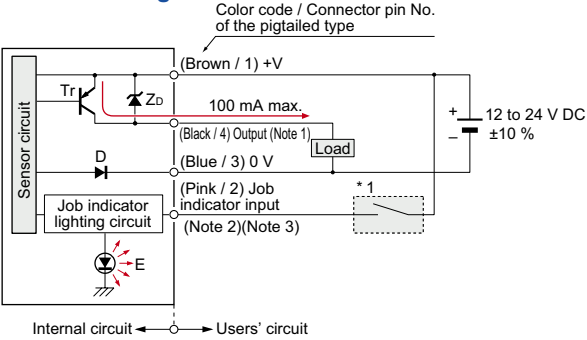 Color code / Connector pin No.
of the pigtailed type
(Brown / 1) +V
Tr
ZD
100 mA max.
(Black / 4) Output (Note 1)
Load
+
–
12 to 24 V DC
±10 %
Sensor circuit
D
(Blue / 3) 0 V
(Pink / 2) Job
indicator input
(Note 2)(Note 3)
* 1
Job indicator
lighting circuit
E
Internal circuit
Users' circuit